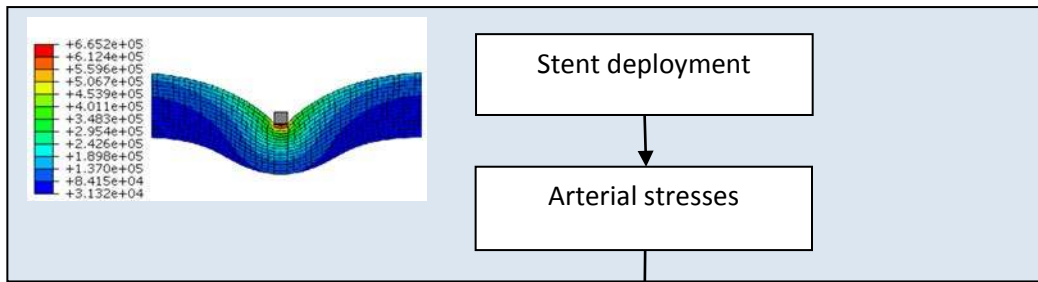 +6.652e+05
+6.124e+05
+5.596e+05
+5.067e+05
+4.539e+05
+4.011e+05
+3.483e+05
+2.954e+05
+2.426e+05
+1.898e+05
+1.370e+05
+8.415e+04
+3.132e+04
Stent deployment
Arterial stresses